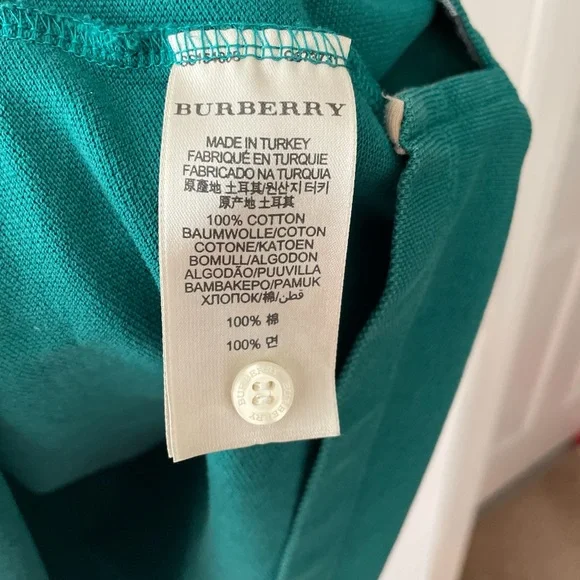 BURBERRY
MADE IN TURKEY
FABRIQUÉ EN TURQUIE
FABRICADO NA TURQUIA
原產地 土耳其/원산지 터키
原产地 土耳其
100% COTTON
BAUMWOLLE/COTON
COTONE/KATOEN
BOMULL/ALGODON
ALGODÃO/PUUVILLA
BAMBAKEPO/PAMUK
ХЛОПОК/棉/قطن
100% 棉
100% 면
BURBERRY